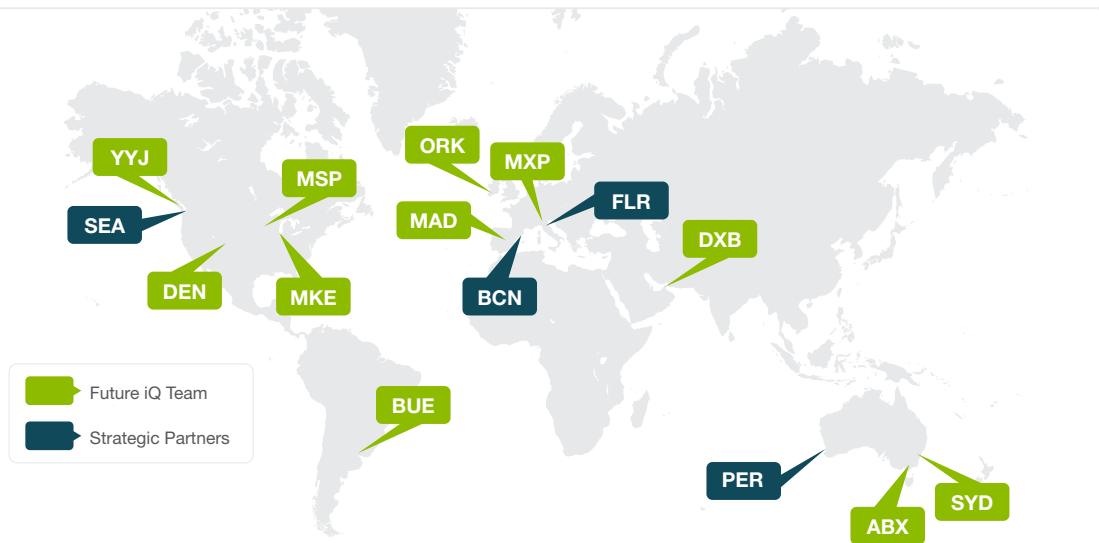 ORK
YYJ
MXP
MSP
FLR
MAD
SEA
DXB
DEN
MKE
BCN
Future iQ Team
BUE
Strategic Partners
PER
SYD
ABX